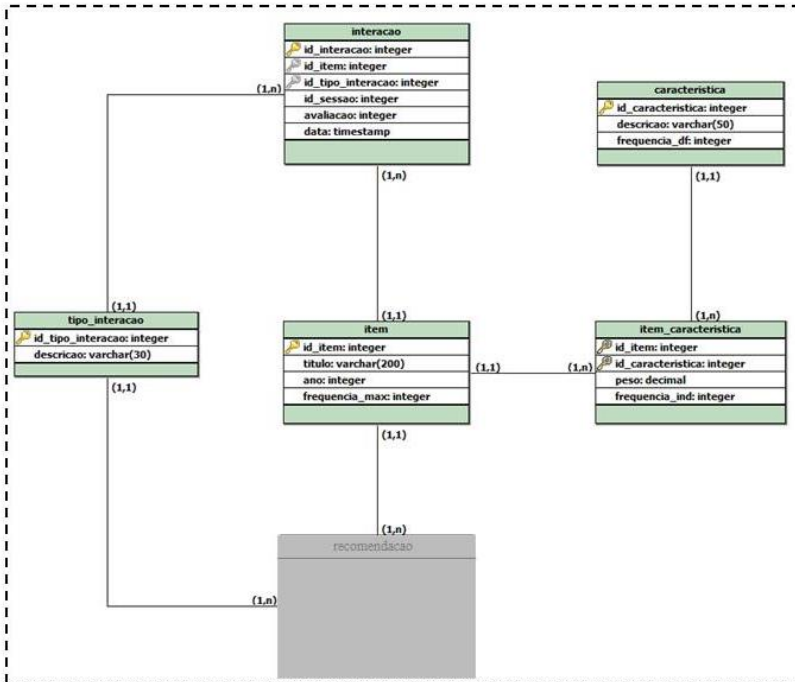 interacao
id_interacao: integer
id_item: integer
id_tipo_interacao: integer
id_sessao: integer
avaliacao: integer
data: timestamp
(1,n)
(1,n)
caracteristica
id_caracteristica: integer
descricao: varchar(50)
frequencia_df: integer
(1,1)
(1,1)
tipo_interacao
id_tipo_interacao: integer
descricao: varchar(30)
(1,1)
(1,1)
item
id_item: integer
titulo: varchar(200)
ano: integer
frequencia_max: integer
(1,1)
(1,1)
(1,n)
(1,n)
item_caracteristica
id_item: integer
id_caracteristica: integer
peso: decimal
frequencia_ind: integer
(1,n)
recomendacao
(1,n)